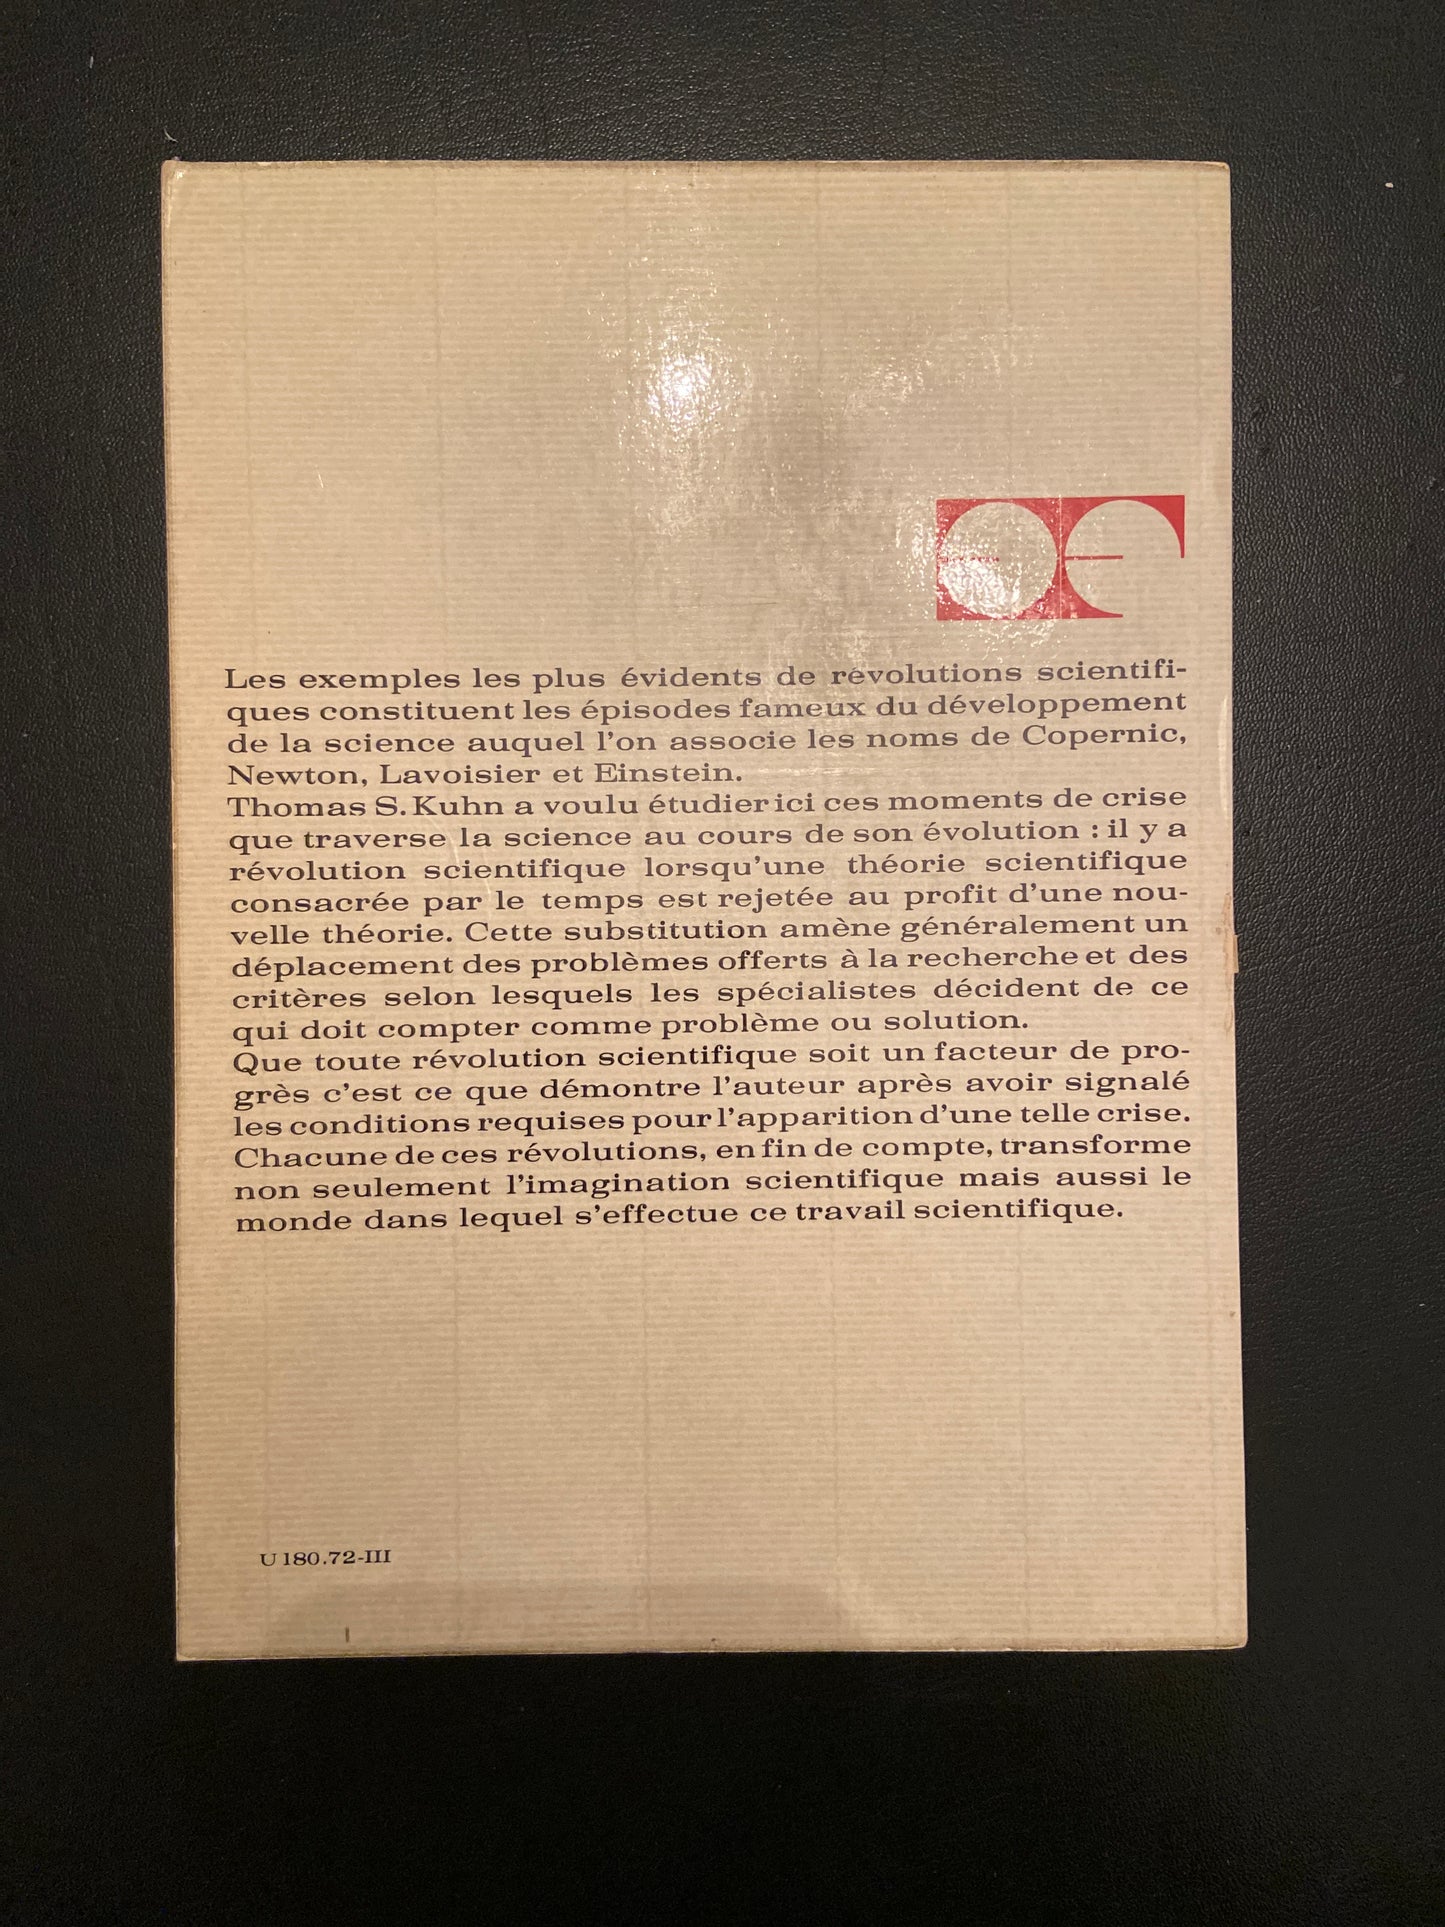 Les exemples les plus évidents de révolutions scientifi-
ques constituent les épisodes fameux du développement
de la science auquel l'on associe les noms de Copernic,
Newton, Lavoisier et Einstein.
Thomas S. Kuhn a voulu étudier ici ces moments de crise
que traverse la science au cours de son évolution : il y a
révolution scientifique lorsqu'une théorie scientifique
consacrée par le temps est rejetée au profit d'une nou-
velle théorie. Cette substitution amène généralement un
déplacement des problèmes offerts à la recherche et des
critères selon lesquels les spécialistes décident de ce
qui doit compter comme problème ou solution.
Que toute révolution scientifique soit un facteur de pro-
grès c'est ce que démontre l'auteur après avoir signalé
les conditions requises pour l'apparition d'une telle crise.
Chacune de ces révolutions, en fin de compte, transforme
non seulement l'imagination scientifique mais aussi le
monde dans lequel s'effectue ce travail scientifique.
U 180.72-III